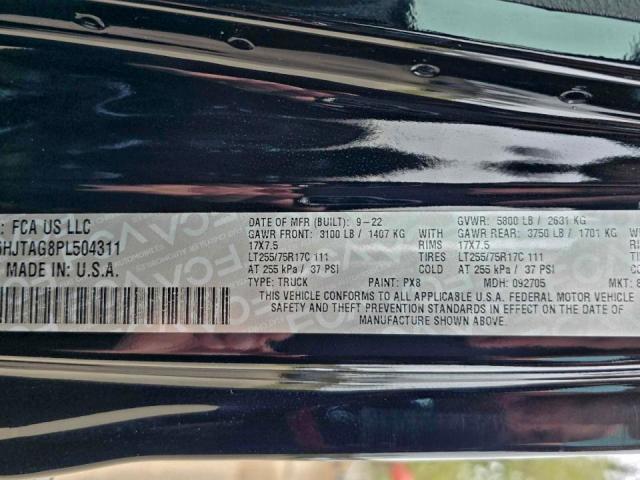 : FCA US LLC
HJTAG8PL504311
MADE IN U.S.A.
DATE OF MFR (BUILT): 9-22 GVWR: 5800 LB / 2631 KG
GAWR FRONT: 3100 LB / 1407 KG WITH GAWR REAR: 3750 LB / 1701 KG WITH
17X7.5 RIMS 17X7.5
LT255/75R17C 111 TIRES LT255/75R17C 111
AT 255 kPa / 37 PSI COLD AT 255 kPa / 37 PSI
TYPE: TRUCK PAINT: PX8 MDH: 092705 MKT: 8
THIS VEHICLE CONFORMS TO ALL APPLICABLE U.S.A. FEDERAL MOTOR VEHICLE
SAFETY AND THEFT PREVENTION STANDARDS IN EFFECT ON THE DATE OF
MANUFACTURE SHOWN ABOVE.